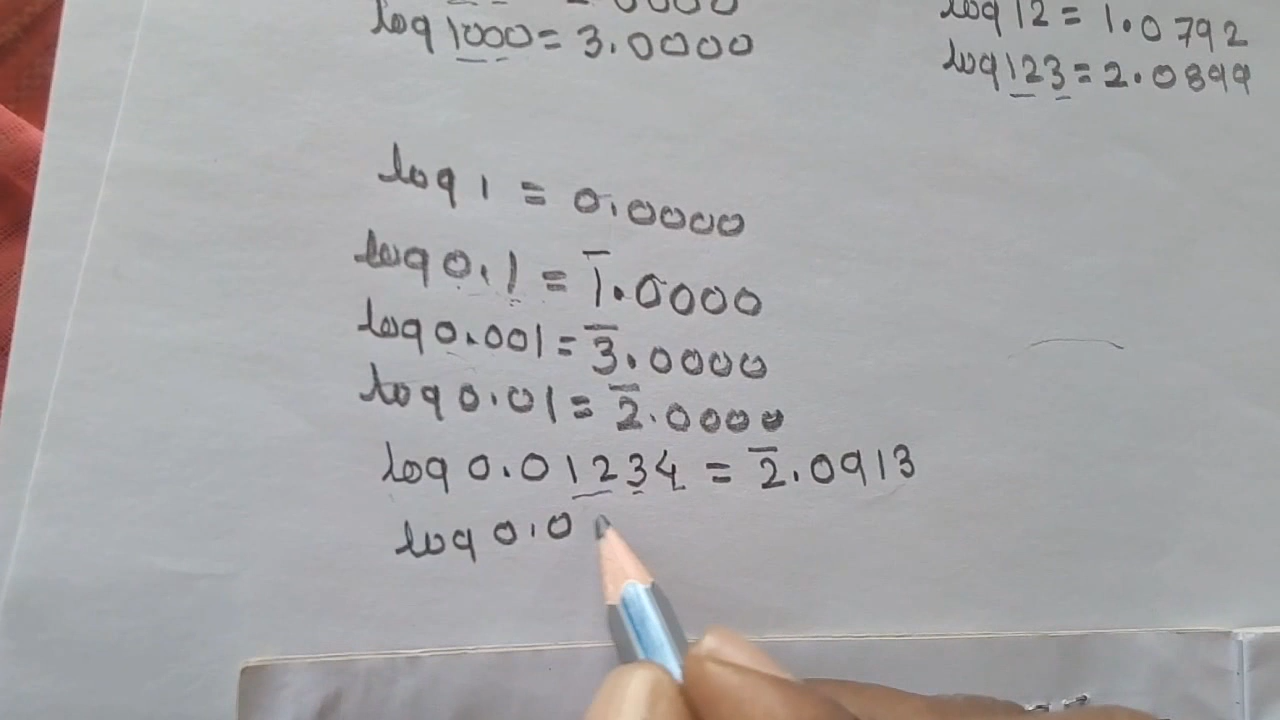 log 1000 = 3.0000
log 12 = 1.0792
log 123 = 2.0899
log 1 = 0.0000
log 0.1 = 1̅.0000
log 0.001 = 3̅.0000
log 0.01 = 2̅.0000
log 0.01234 = 2̅.0913
log 0.0